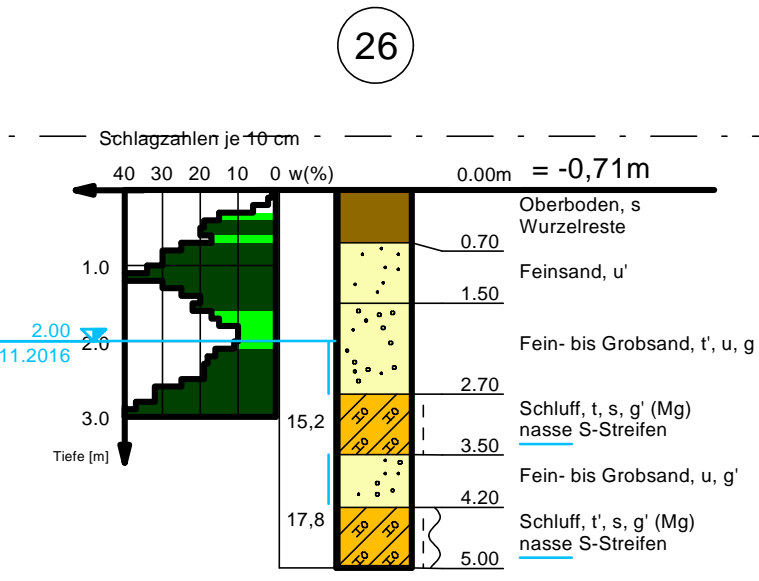 26
Schlagzahlen je 10 cm
40 30 20 10 0 w(%)
0.00m = -0,71m
Oberboden, s
Wurzelreste
0.70
1.0
Feinsand, u'
1.50
2.00
2.0
11.2016
Fein- bis Grobsand, t', u, g
2.70
15,2
3.0
Schluff, t, s, g' (Mg)
nasse S-Streifen
3.50
Tiefe [m]
Fein- bis Grobsand, u, g'
4.20
17,8
Schluff, t', s, g' (Mg)
nasse S-Streifen
5.00